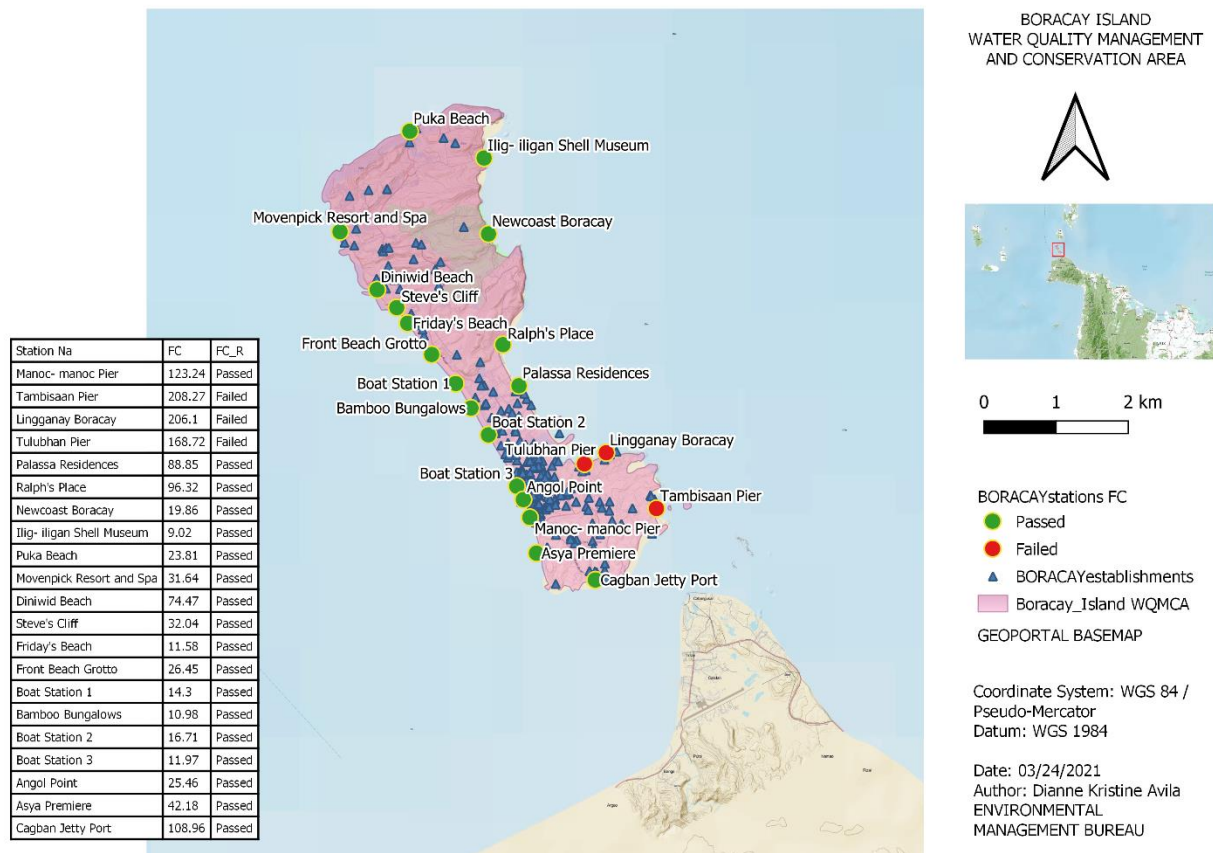 BORACAY ISLAND
WATER QUALITY MANAGEMENT
AND CONSERVATION AREA
Puka Beach
Ilig- iligan Shell Museum
Movenpick Resort and Spa
Newcoast Boracay
Diniwid Beach
Steve's Cliff
Friday's Beach
Front Beach Grotto
Ralph's Place
Boat Station 1
Palassa Residences
Bamboo Bungalows
Boat Station 2
Lingganay Boracay
Tulubhan Pier
Boat Station 3
Angol Point
Tambisaan Pier
Manoc- manoc Pier
Asya Premiere
Cagban Jetty Port
Station Na FC FC_R
Manoc- manoc Pier 123.24 Passed
Tambisaan Pier 208.27 Failed
Lingganay Boracay 206.1 Failed
Tulubhan Pier 168.72 Failed
Palassa Residences 88.85 Passed
Ralph's Place 96.32 Passed
Newcoast Boracay 19.86 Passed
Ilig- iligan Shell Museum 9.02 Passed
Puka Beach 23.81 Passed
Movenpick Resort and Spa 31.64 Passed
Diniwid Beach 74.47 Passed
Steve's Cliff 32.04 Passed
Friday's Beach 11.58 Passed
Front Beach Grotto 26.45 Passed
Boat Station 1 14.3 Passed
Bamboo Bungalows 10.98 Passed
Boat Station 2 16.71 Passed
Boat Station 3 11.97 Passed
Angol Point 25.46 Passed
Asya Premiere 42.18 Passed
Cagban Jetty Port 108.96 Passed
0 1 2 km
BORACAYstations FC
Passed
Failed
BORACAYestablishments
Boracay_Island WQMCA
GEOPORTAL BASEMAP
Coordinate System: WGS 84 /
Pseudo-Mercator
Datum: WGS 1984
Date: 03/24/2021
Author: Dianne Kristine Avila
ENVIRONMENTAL
MANAGEMENT BUREAU